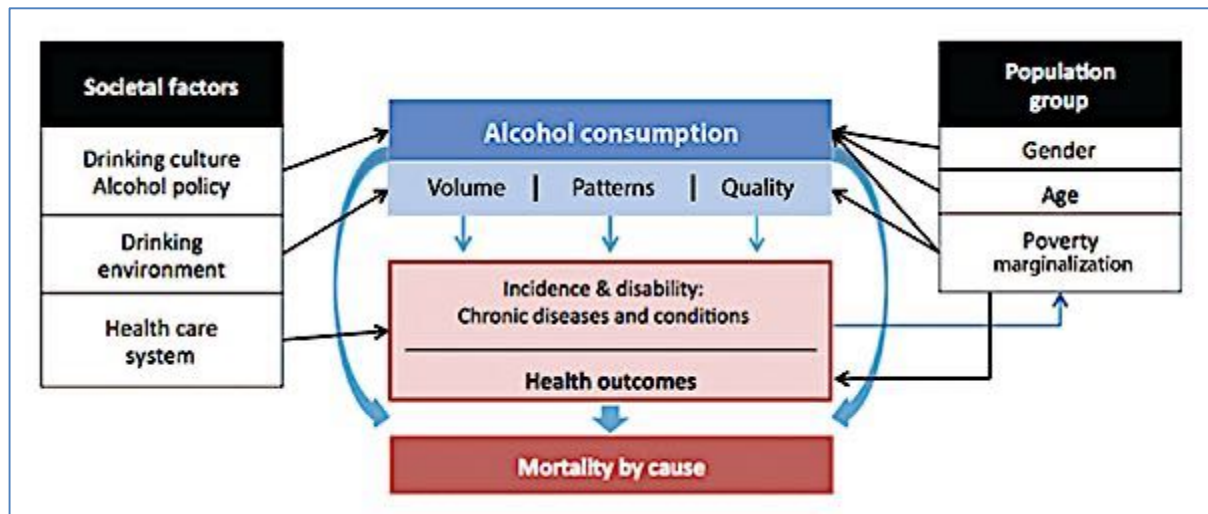 Societal factors
Drinking culture
Alcohol policy
Drinking
environment
Health care
system
Alcohol consumption
Volume | Patterns | Quality
Incidence & disability:
Chronic diseases and conditions
Health outcomes
Mortality by cause
Population
group
Gender
Age
Poverty
marginalization